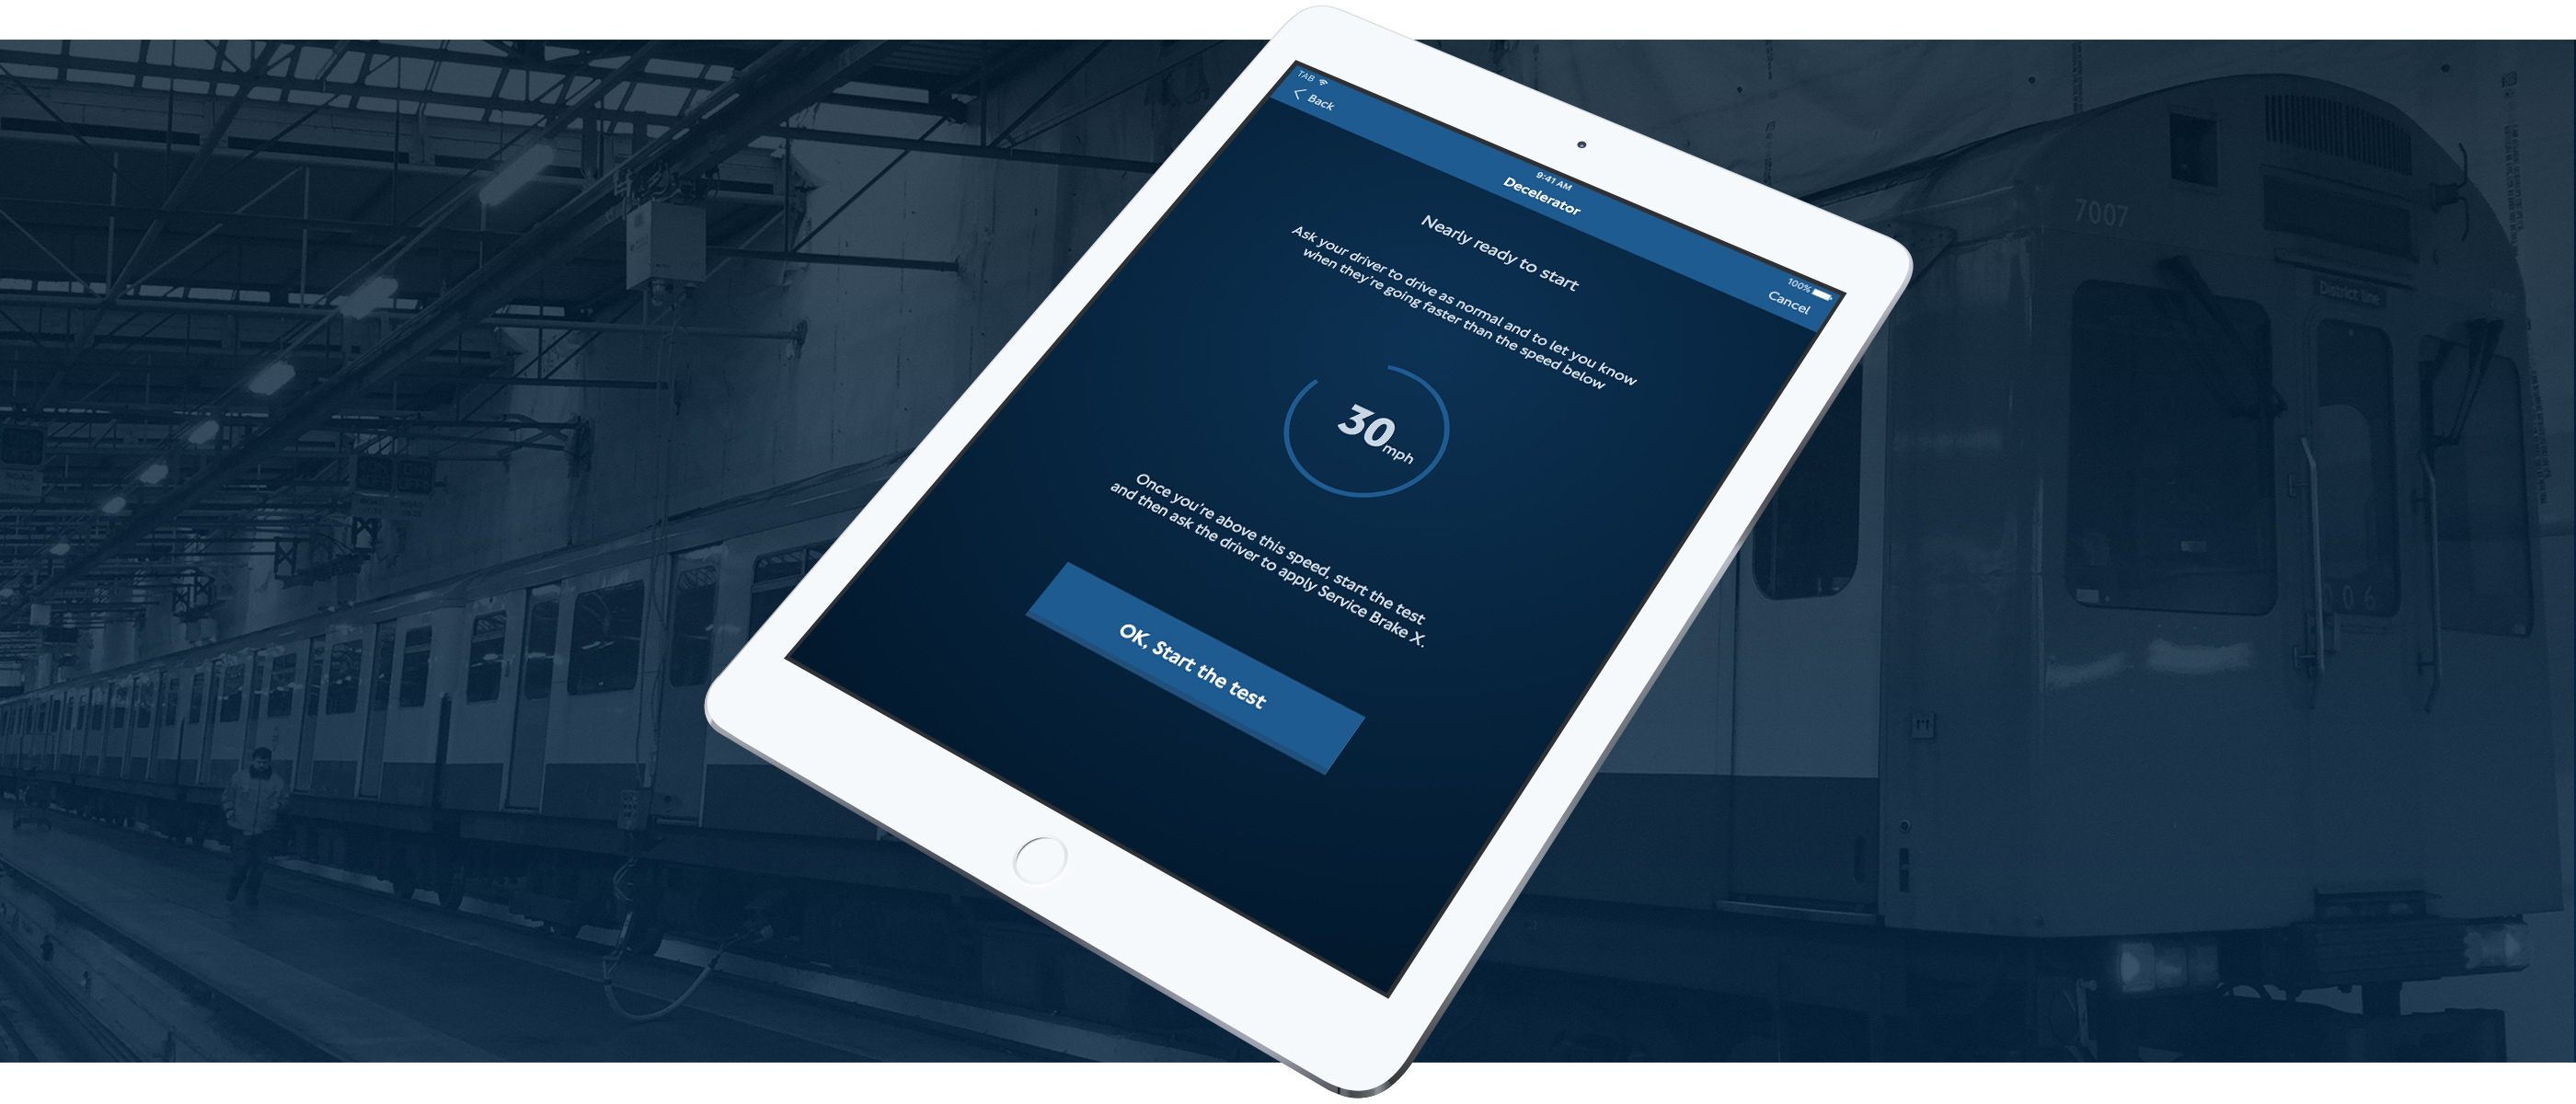 TAB
Back
9:41 AM
Decelerator
100%
Cancel
Nearly ready to start
Ask your driver to drive as normal and to let you know
when they're going faster than the speed below
30mph
Once you're above this speed, start the test
and then ask the driver to apply Service Brake X.
OK, Start the test
7007
District line
006